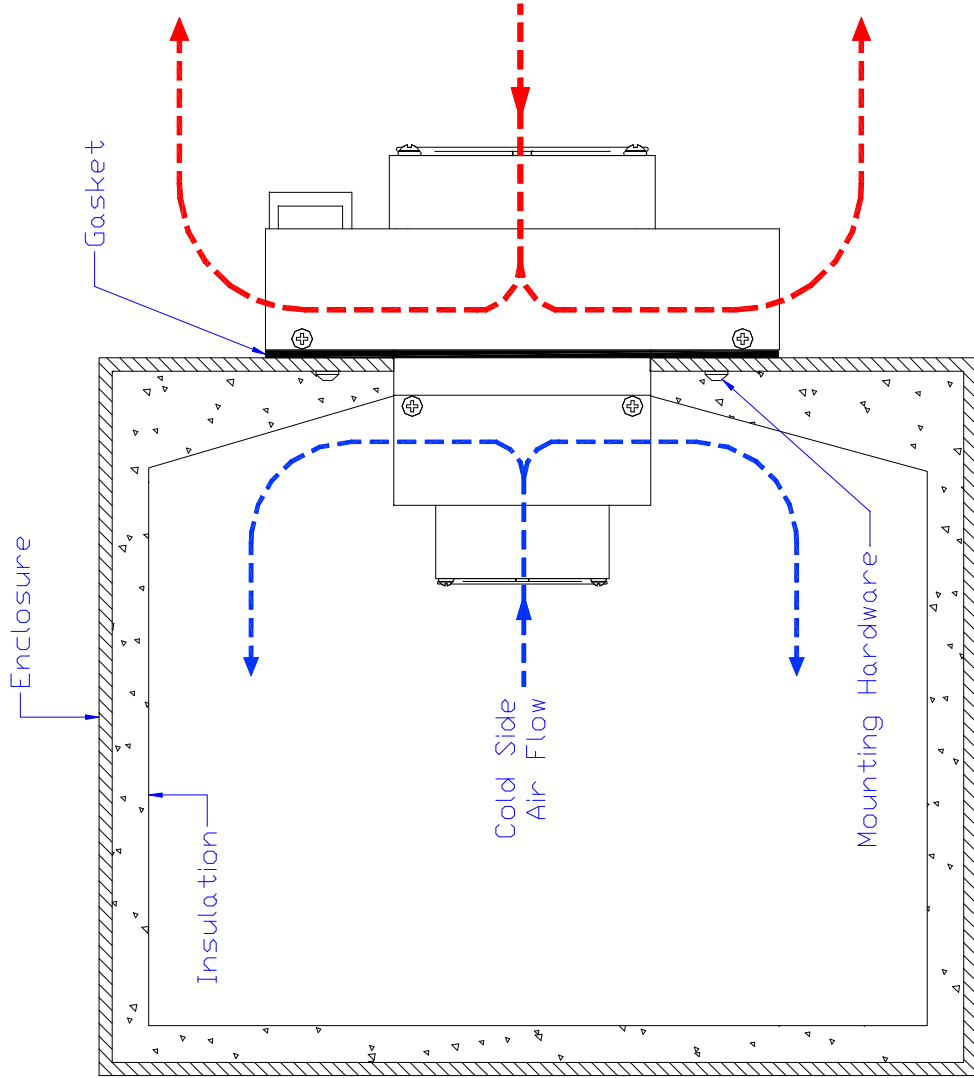 Enclosure
Gasket
Insulation
Cold Side
Air Flow
Mounting Hardware